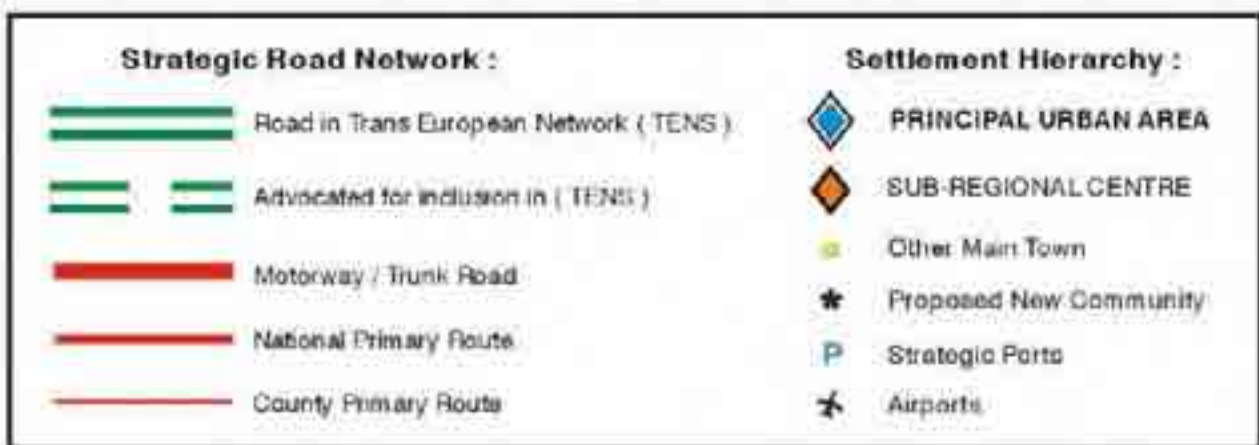 Strategic Road Network :
Road in Trans European Network ( TENS )
Advocated for inclusion in ( TENS )
Motorway / Trunk Road
National Primary Route
County Primary Route
Settlement Hierarchy :
PRINCIPAL URBAN AREA
SUB-REGIONAL CENTRE
Other Main Town
Proposed New Community
P Strategic Ports
Airports